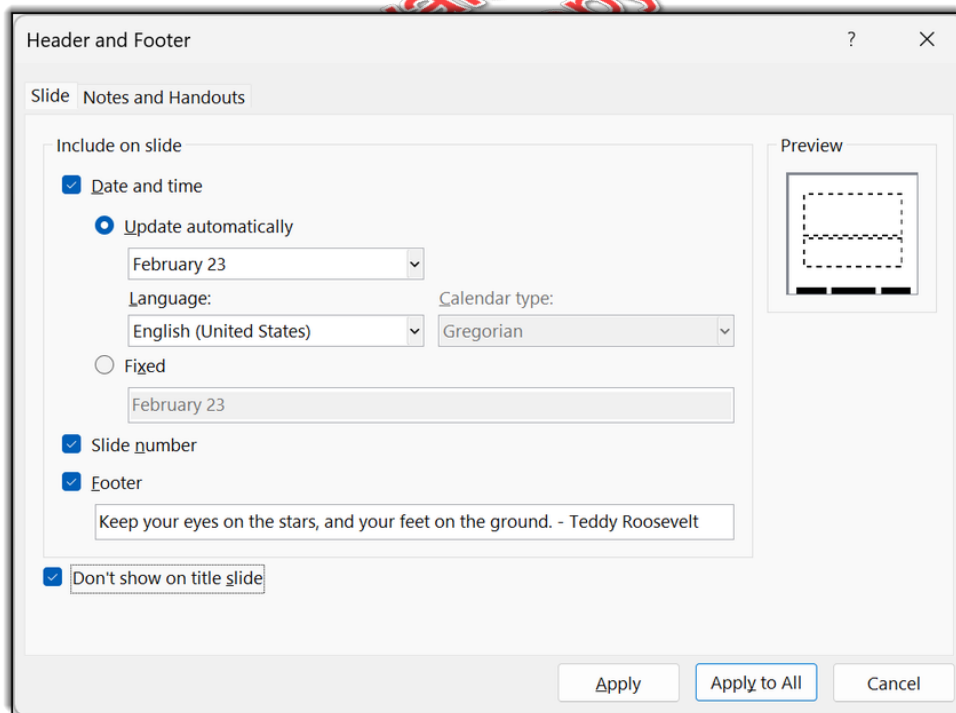 Header and Footer ?
Slide Notes and Handouts
Include on slide Preview
Date and time
Update automatically
February 23
Language: Calendar type:
English (United States) Gregorian
Fixed
February 23
Slide number
Footer
Keep your eyes on the stars, and your feet on the ground. - Teddy Roosevelt
Don't show on title slide
Apply Apply to All Cancel